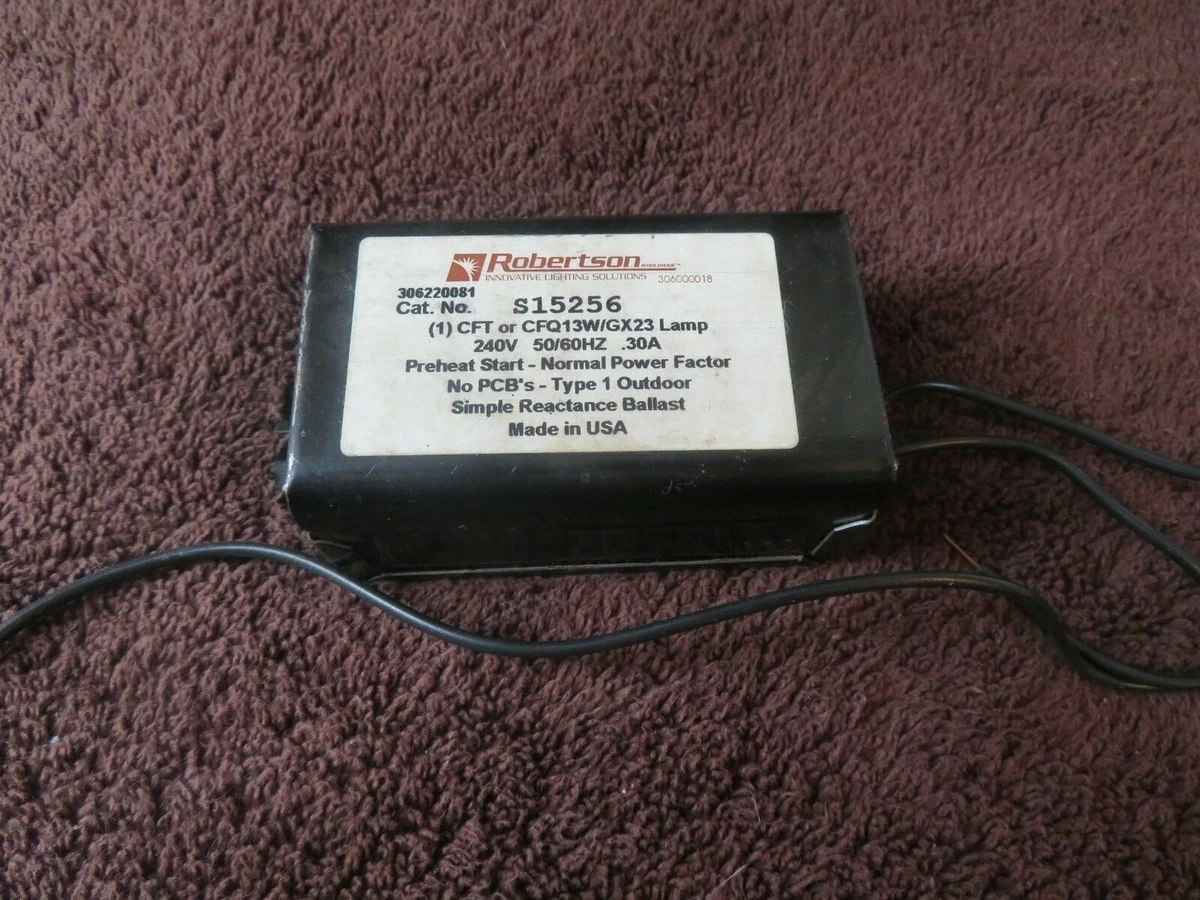 Robertson WORLDWIDE™
INNOVATIVE LIGHTING SOLUTIONS 306000018
306220081
Cat. No. S15256
(1) CFT or CFQ13W/GX23 Lamp
240V 50/60HZ .30A
Preheat Start - Normal Power Factor
No PCB's - Type 1 Outdoor
Simple Reactance Ballast
Made in USA